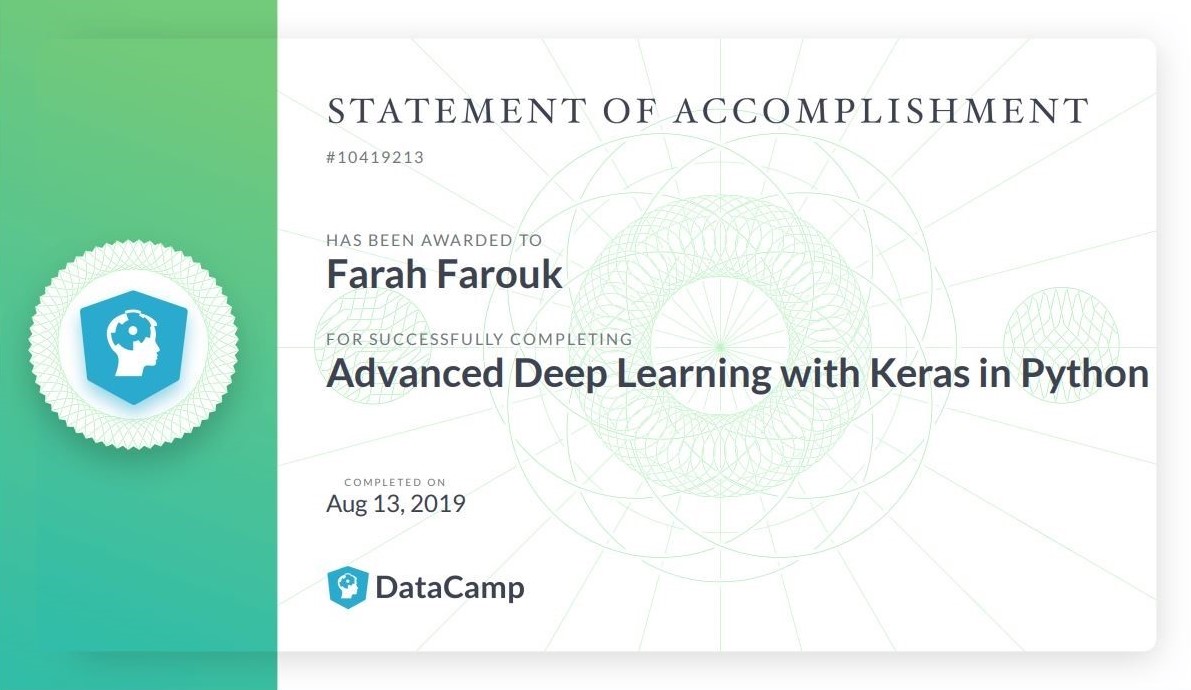 STATEMENT OF ACCOMPLISHMENT
#10419213
HAS BEEN AWARDED TO
Farah Farouk
FOR SUCCESSFULLY COMPLETING
Advanced Deep Learning with Keras in Python
COMPLETED ON
Aug 13, 2019
DataCamp